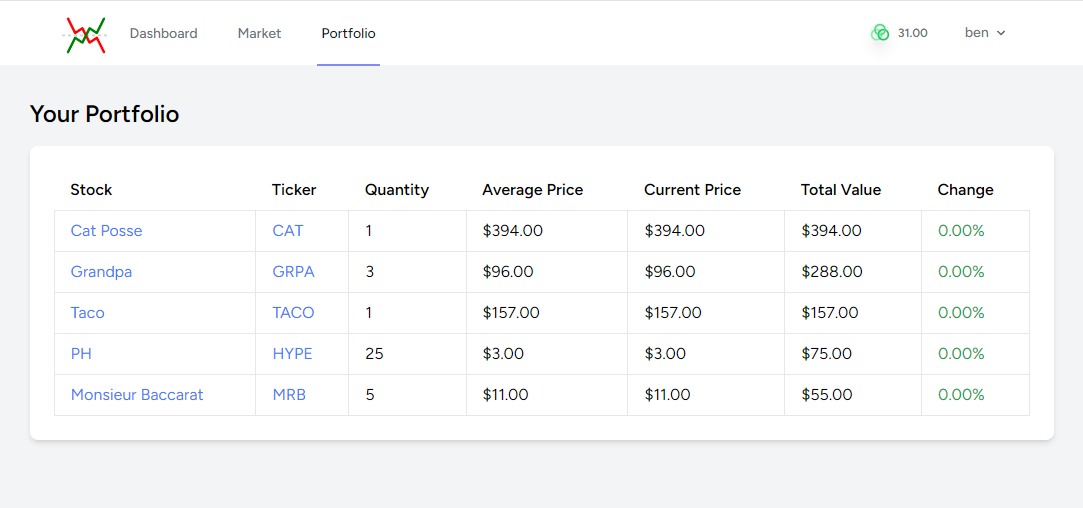 Dashboard Market Portfolio 31.00 ben
Your Portfolio
Stock Ticker Quantity Average Price Current Price Total Value Change
Cat Posse CAT 1 $394.00 $394.00 $394.00 0.00%
Grandpa GRPA 3 $96.00 $96.00 $288.00 0.00%
Taco TACO 1 $157.00 $157.00 $157.00 0.00%
PH HYPE 25 $3.00 $3.00 $75.00 0.00%
Monsieur Baccarat MRB 5 $11.00 $11.00 $55.00 0.00%